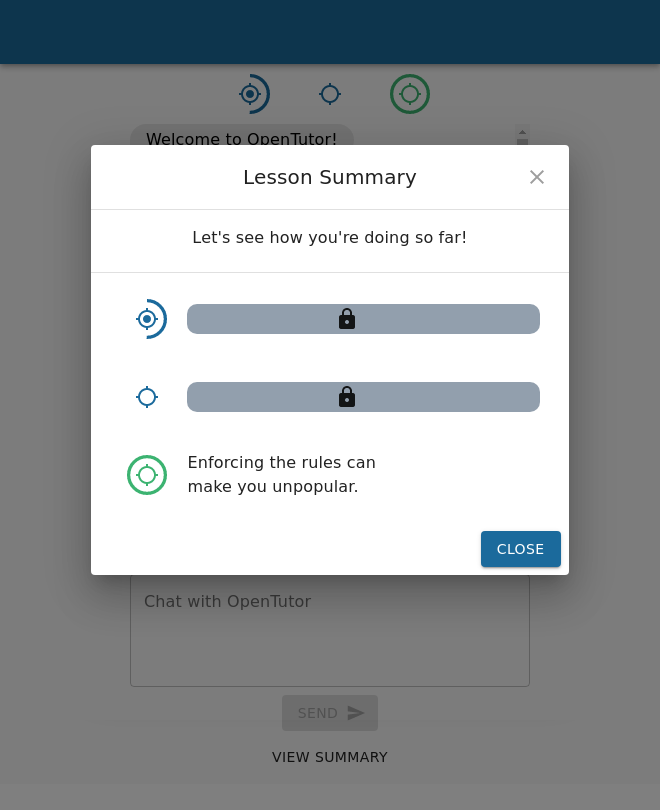 Welcome to OpenTutor!
Lesson Summary
Let's see how you're doing so far!
Enforcing the rules can
make you unpopular.
CLOSE
Chat with OpenTutor
SEND
VIEW SUMMARY